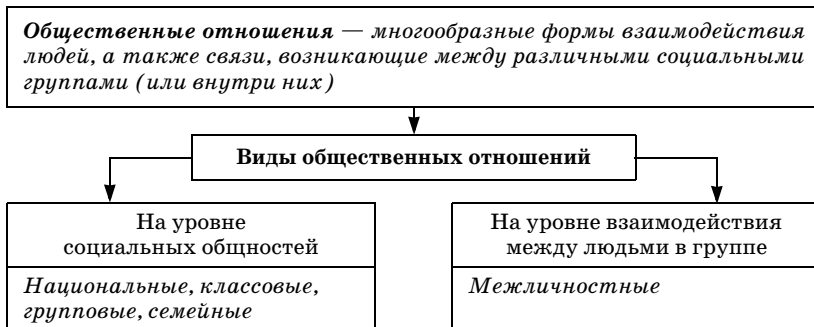 Общественные отношения — многообразные формы взаимодействия
людей, а также связи, возникающие между различными социальными
группами (или внутри них)
Виды общественных отношений
На уровне
социальных общностей
Национальные, классовые,
групповые, семейные
На уровне взаимодействия
между людьми в группе
Межличностные